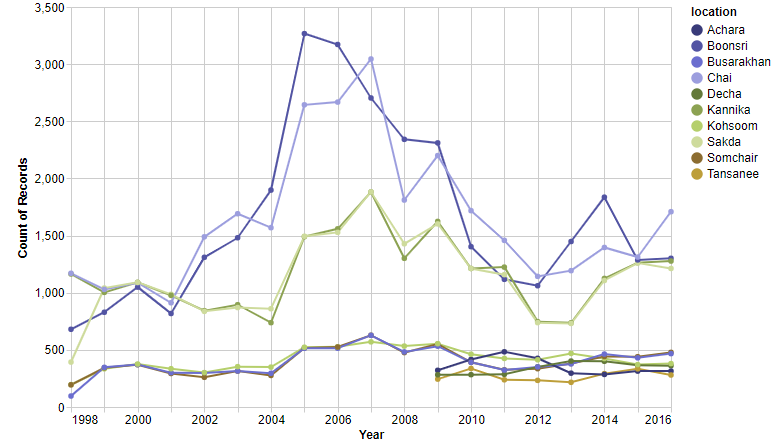 3,500
3,000
2,500
2,000
1,500
1,000
500
0
Count of Records
1998 2000 2002 2004 2006 2008 2010 2012 2014 2016
Year
location
Achara
Boonsri
Busarakhan
Chai
Decha
Kannika
Kohsoom
Sakda
Somchair
Tansanee